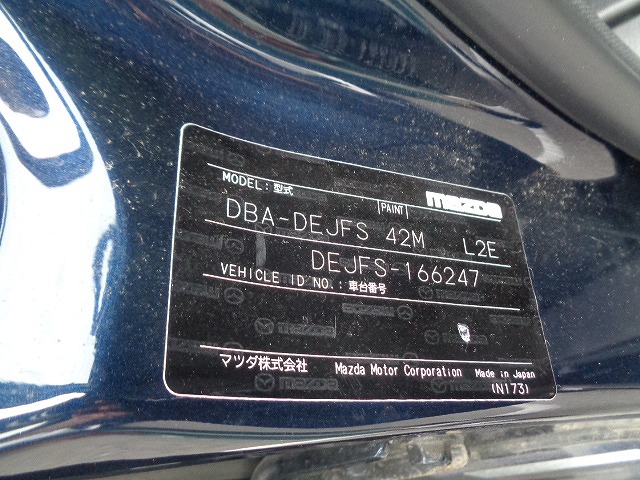 MODEL:型式
PAINT
mazda
DBA-DEJFS 42M L2E
DEJFS-166247
VEHICLE ID NO.:車台番号
マツダ株式会社 Mazda Motor Corporation Made in Japan
(N173)